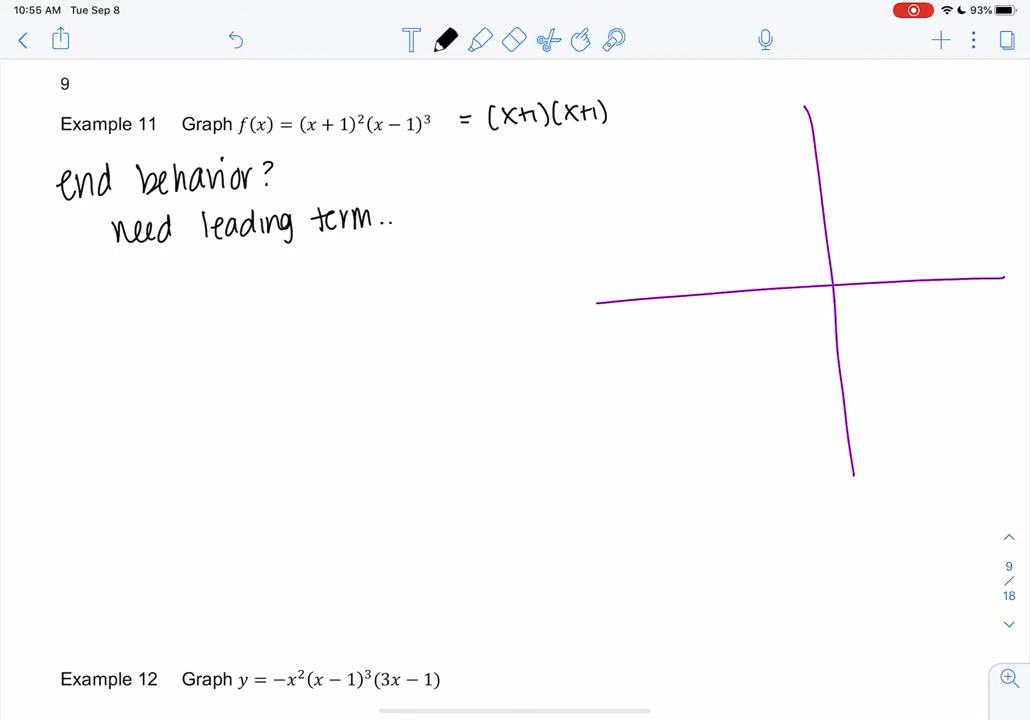 10:55 AM Tue Sep 8 93%
T
9
Example 11 Graph f(x) = (x + 1)²(x − 1)³ = (x+1)(x+1)
end behavior?
need leading term..
9
/
18
Example 12 Graph y = −x²(x − 1)³(3x − 1)